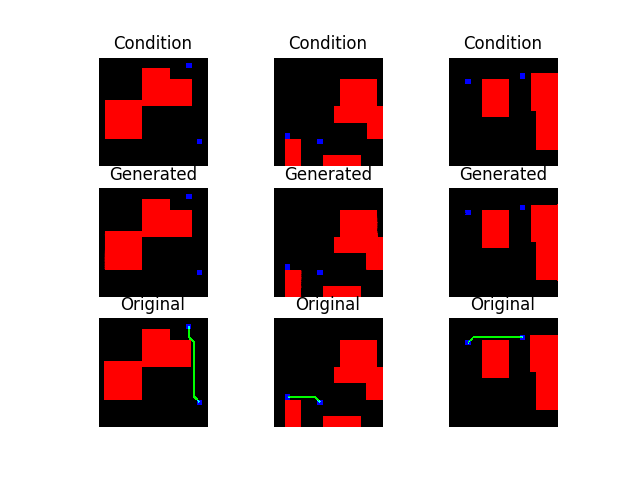 Condition Condition Condition
Generated Generated Generated
Original Original Original